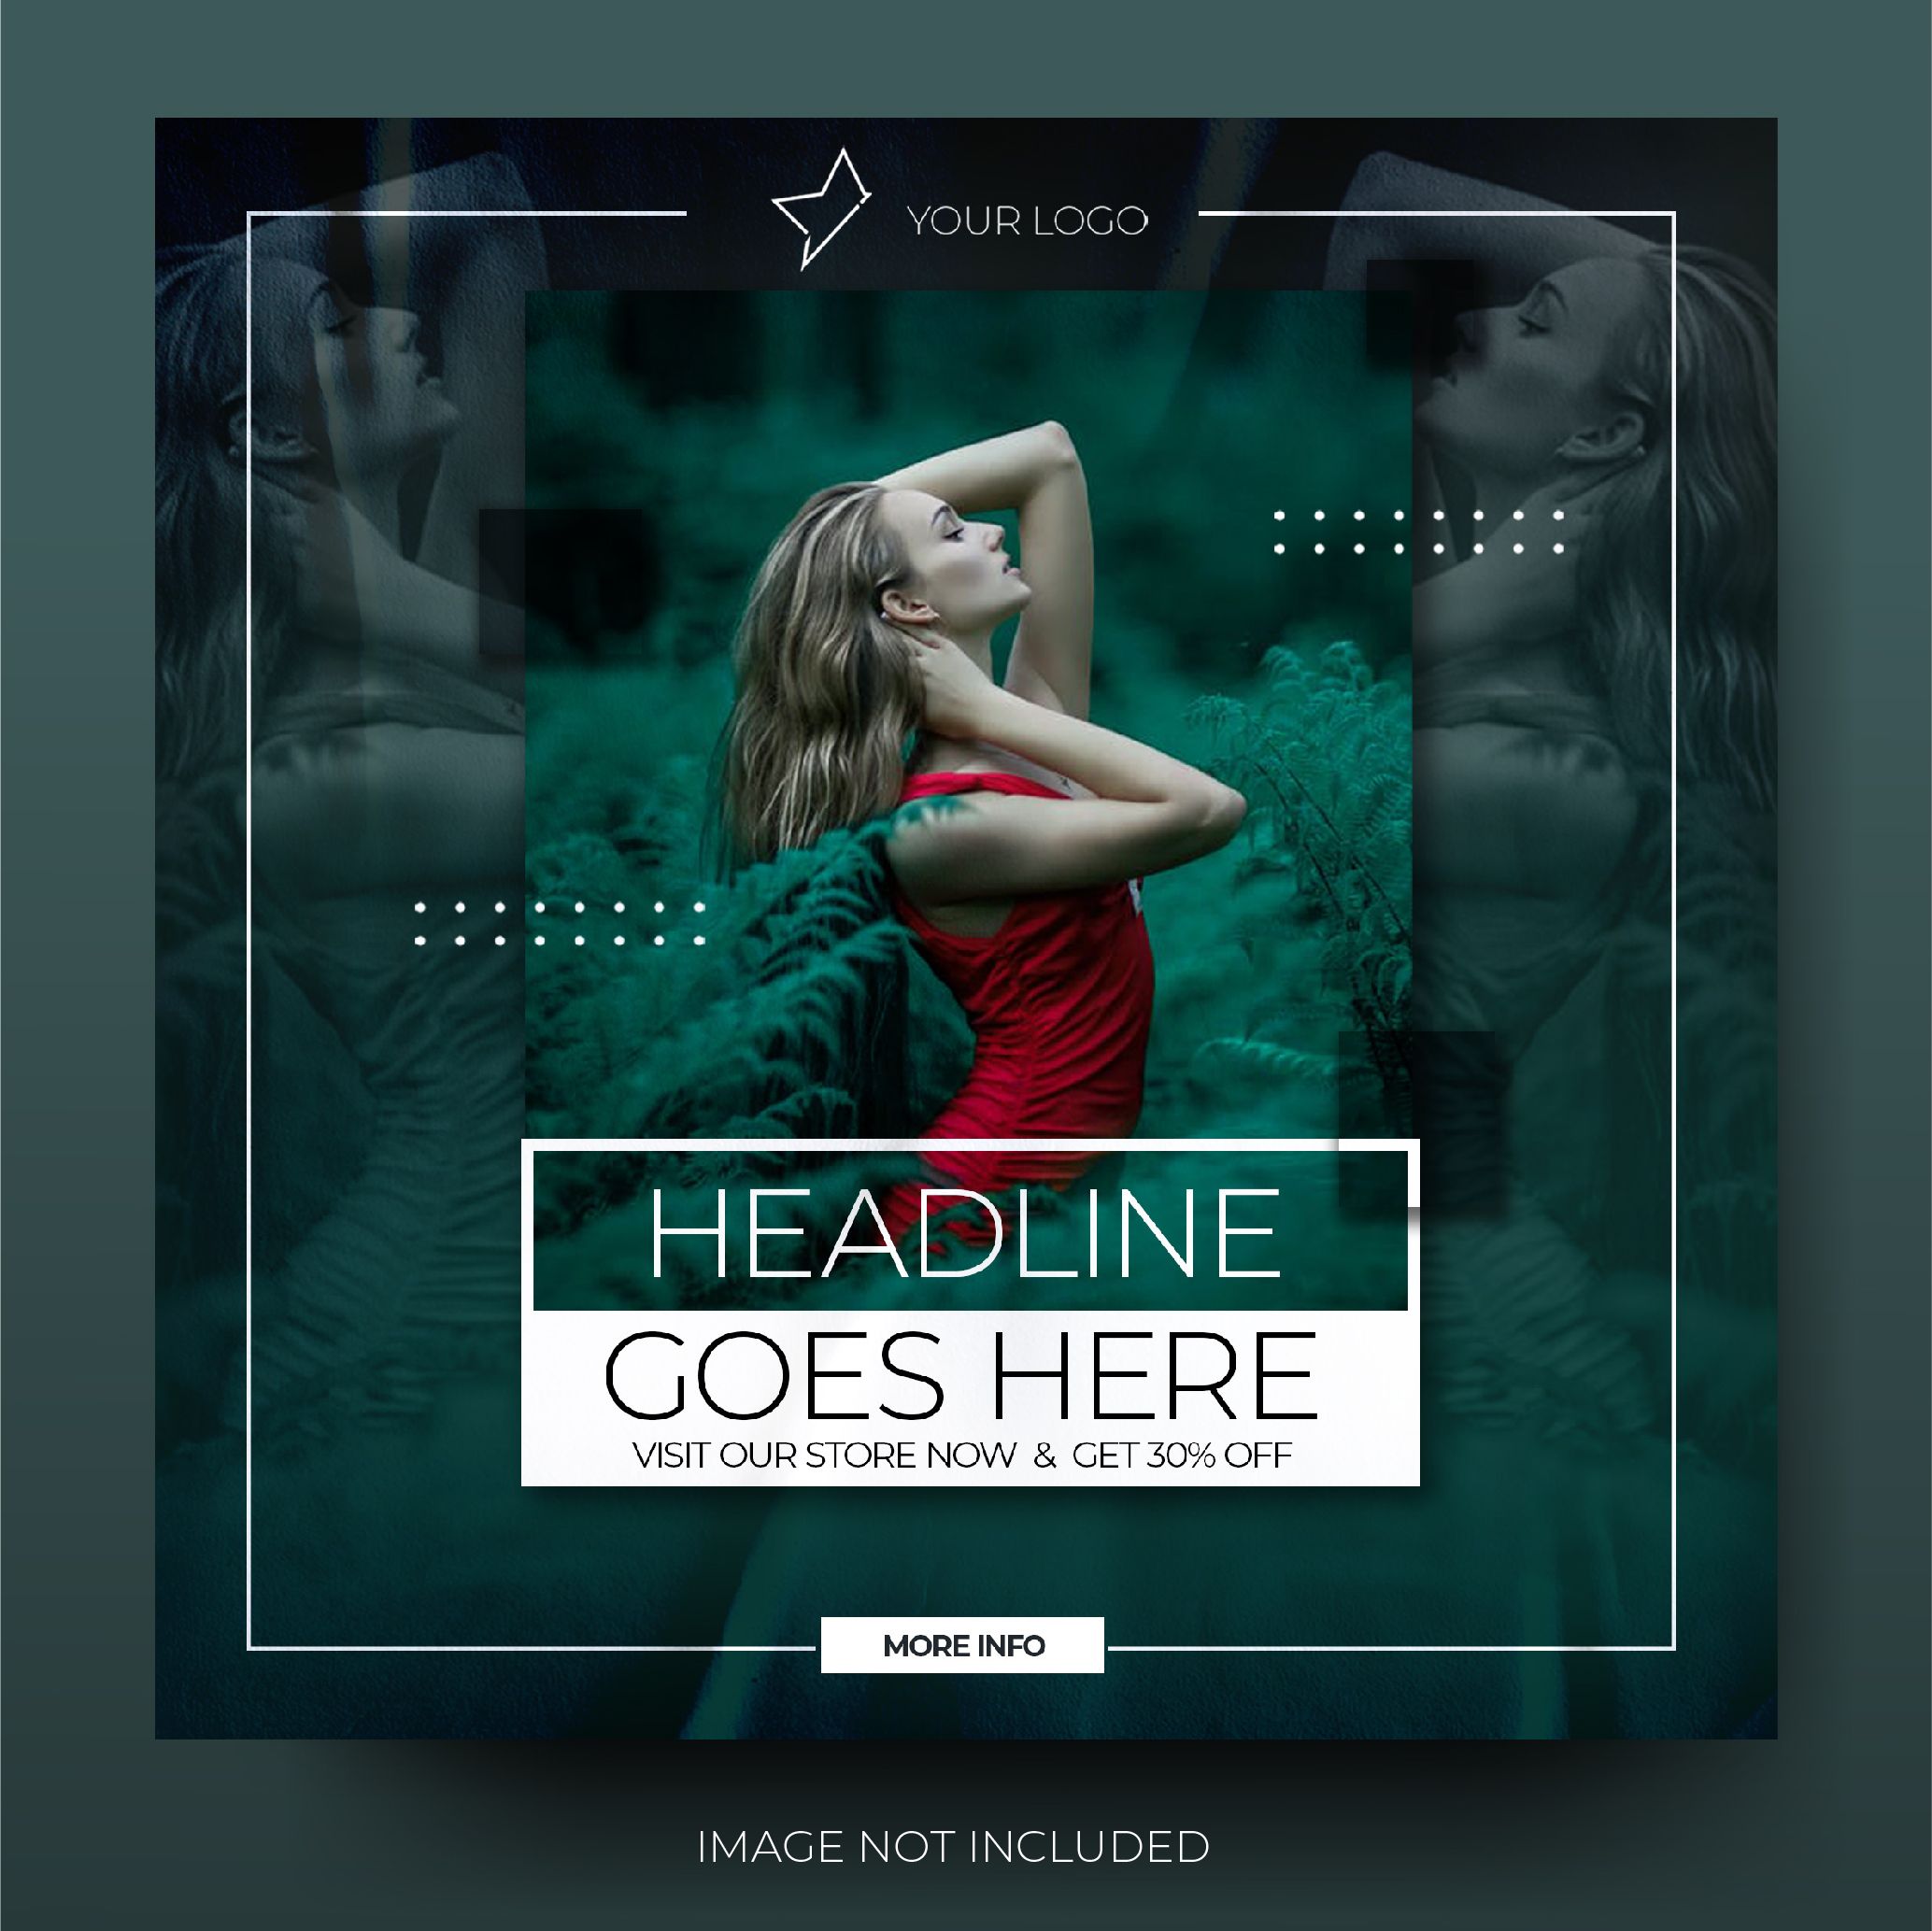 YOUR LOGO
HEADLINE
GOES HERE
VISIT OUR STORE NOW & GET 30% OFF
MORE INFO
IMAGE NOT INCLUDED